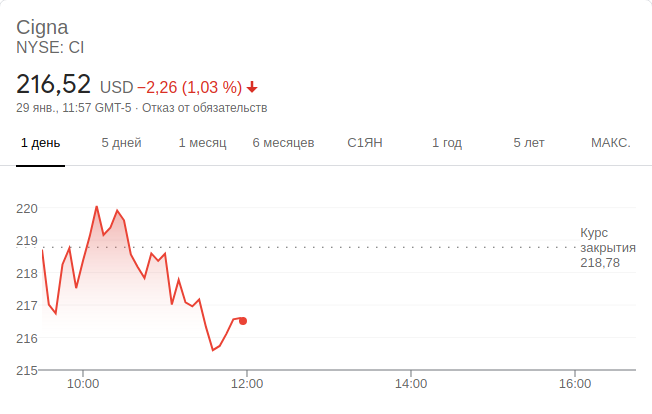 Cigna
NYSE: CI
216,52 USD −2,26 (1,03 %)
29 янв., 11:57 GMT-5 · Отказ от обязательств
1 день 5 дней 1 месяц 6 месяцев С1ЯН 1 год 5 лет МАКС.
220
219
218
217
216
215
Курс
закрытия
218,78
10:00 12:00 14:00 16:00